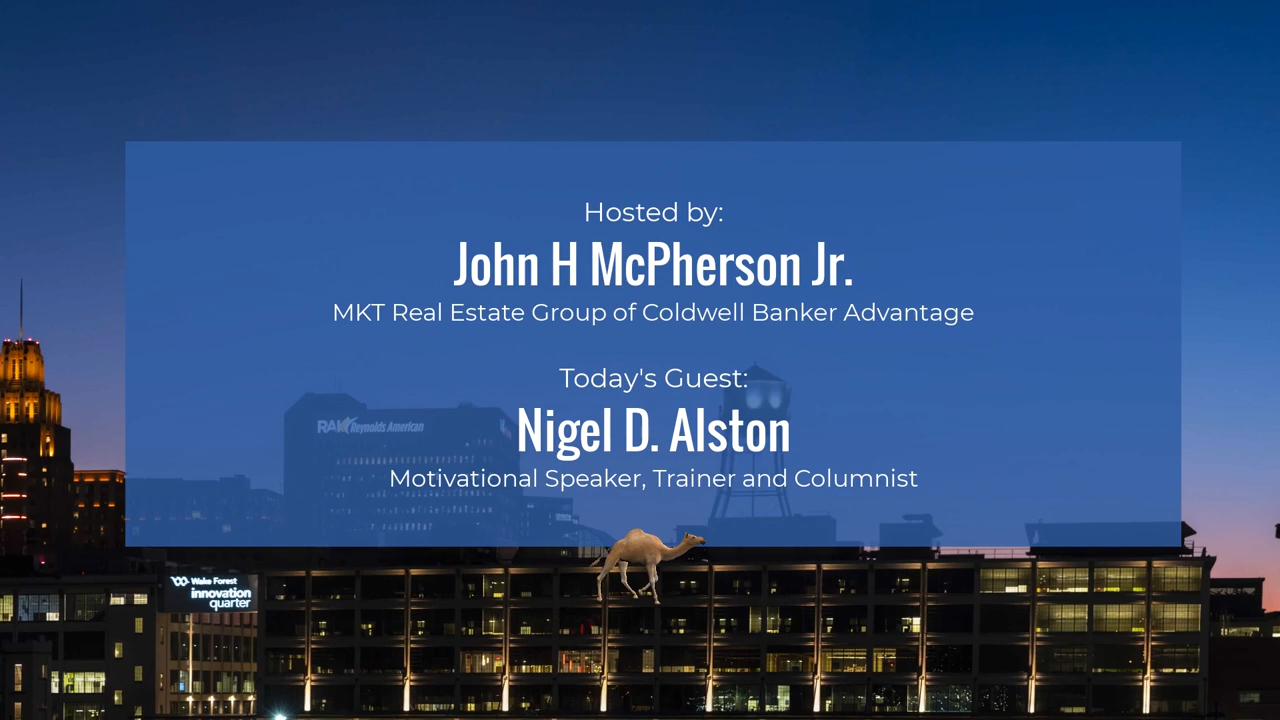 Hosted by:
John H McPherson Jr.
MKT Real Estate Group of Coldwell Banker Advantage
Today's Guest:
Nigel D. Alston
Motivational Speaker, Trainer and Columnist
RAI Reynolds American
Wake Forest
innovation
quarter